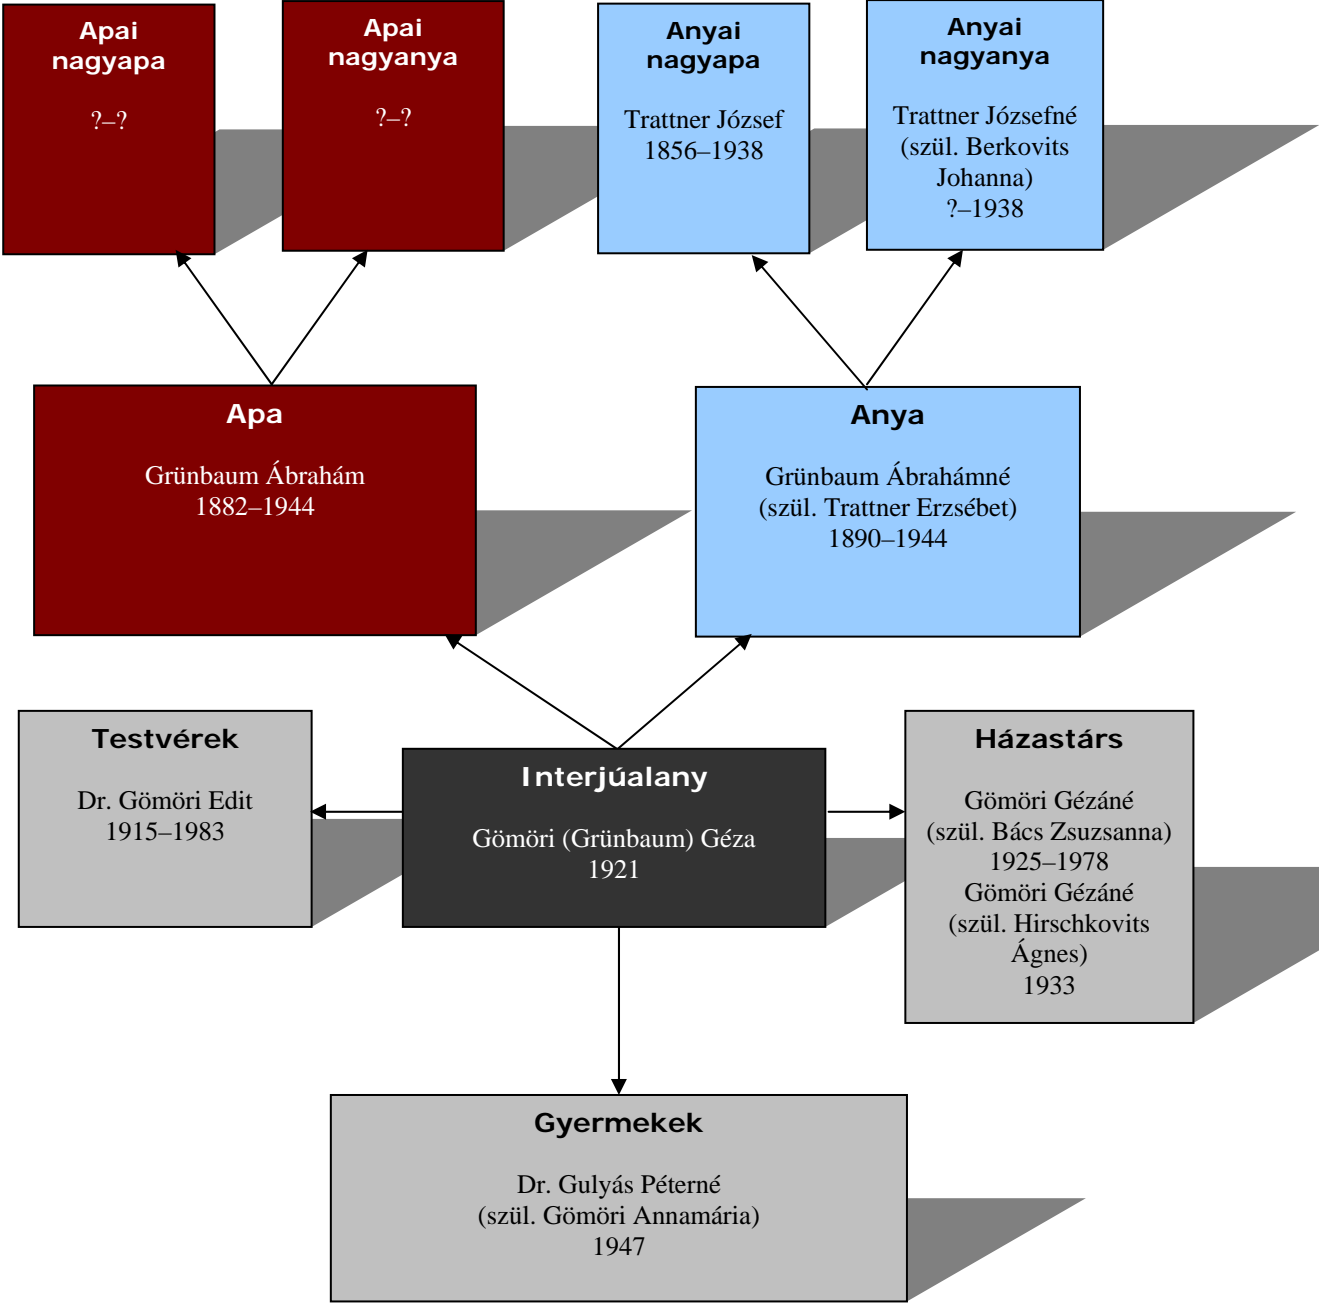 Apai
nagyapa
?–?
Apai
nagyanya
?–?
Anyai
nagyapa
Trattner József
1856–1938
Anyai
nagyanya
Trattner Józsefné
(szül. Berkovits
Johanna)
?–1938
Apa
Grünbaum Ábrahám
1882–1944
Anya
Grünbaum Ábrahámné
(szül. Trattner Erzsébet)
1890–1944
Testvérek
Dr. Gömöri Edit
1915–1983
Interjúalany
Gömöri (Grünbaum) Géza
1921
Házastárs
Gömöri Gézáné
(szül. Bács Zsuzsanna)
1925–1978
Gömöri Gézáné
(szül. Hirschkovits
Ágnes)
1933
Gyermekek
Dr. Gulyás Péterné
(szül. Gömöri Annamária)
1947